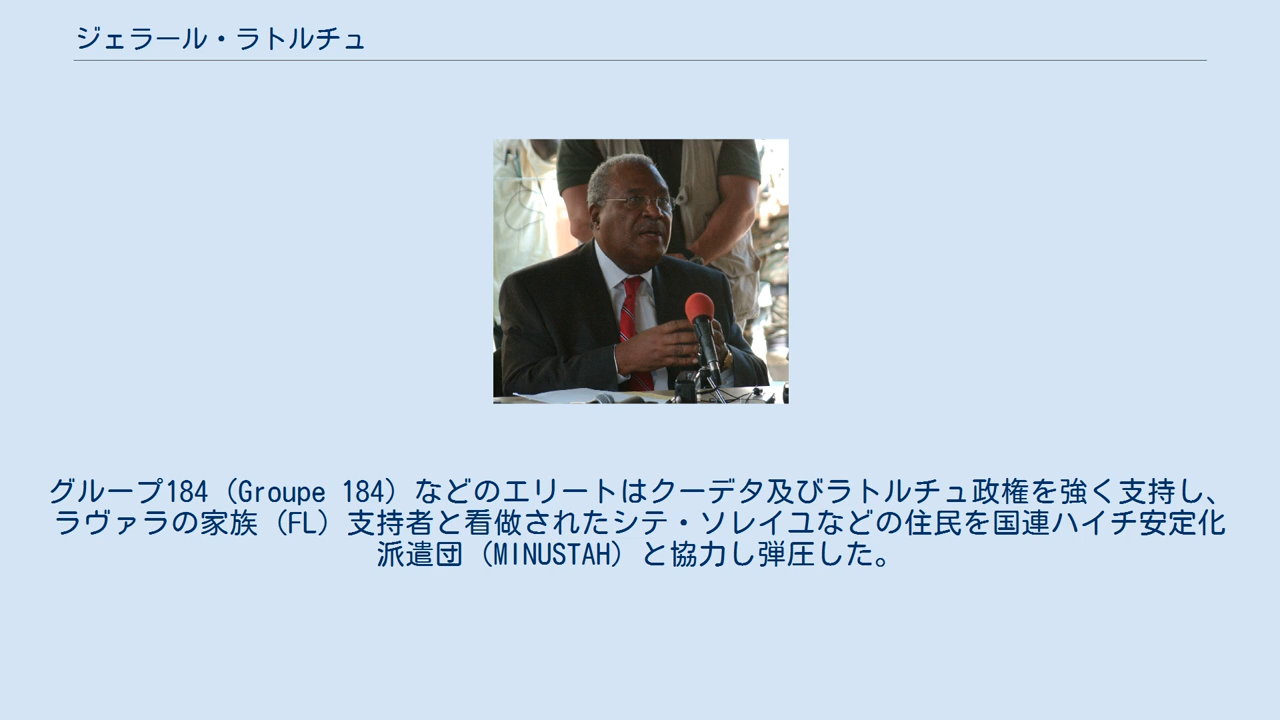 ジェラール・ラトルチュ
グループ184（Groupe 184）などのエリートはクーデタ及びラトルチュ政権を強く支持し、
ラヴァラの家族（FL）支持者と看做されたシテ・ソレイユなどの住民を国連ハイチ安定化
派遣団（MINUSTAH）と協力し弾圧した。